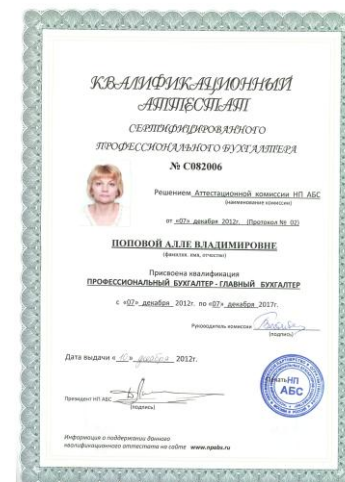 КВАЛИФИКАЦИОННЫЙ
АТТЕСТАТ
СЕРТИФИЦИРОВАННОГО
ПРОФЕССИОНАЛЬНОГО БУХГАЛТЕРА
№ С082006
Решением Аттестационной комиссии НП АБС
(наименование комиссии)
от «07» декабря 2012г. (Протокол № 02)
ПОПОВОЙ АЛЛЕ ВЛАДИМИРОВНЕ
(фамилия, имя, отчество)
Присвоена квалификация
ПРОФЕССИОНАЛЬНЫЙ БУХГАЛТЕР - ГЛАВНЫЙ БУХГАЛТЕР
с «07» декабря 2012г. по «07» декабря 2017г.
Руководитель комиссии
(подпись)
Дата выдачи «10» декабря 2012г.
Печать НП
АБС
Президент НП АБС
(подпись)
Информация о поддержании данного
квалификационного аттестата на сайте www.npabs.ru